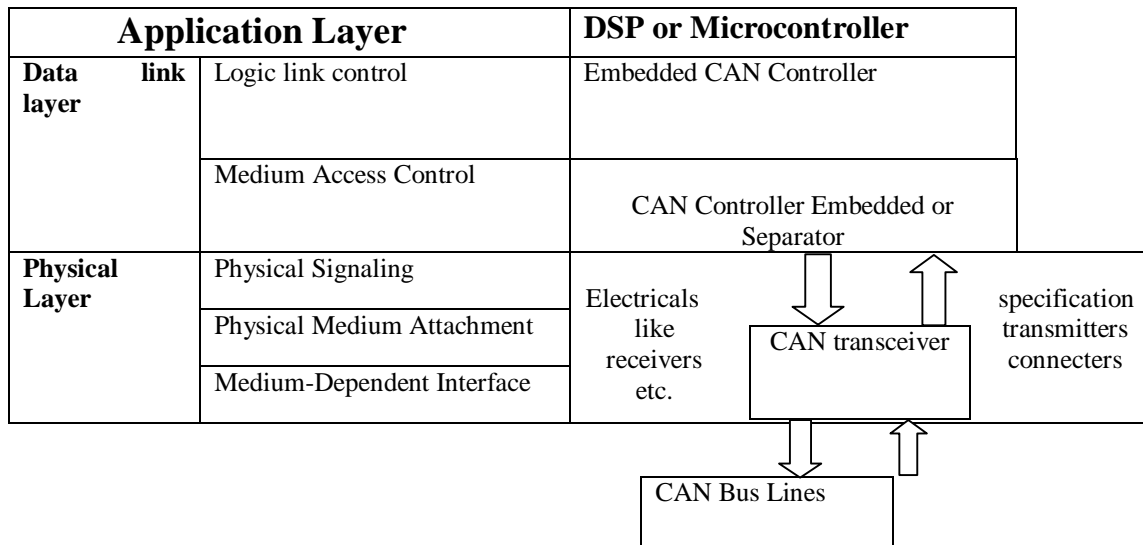 Application Layer
DSP or Microcontroller
Data link
layer
Logic link control
Embedded CAN Controller
Medium Access Control
CAN Controller Embedded or
Separator
Physical
Layer
Physical Signaling
Physical Medium Attachment
Medium-Dependent Interface
Electricals
like
receivers
etc.
specification
transmitters
connecters
CAN transceiver
CAN Bus Lines